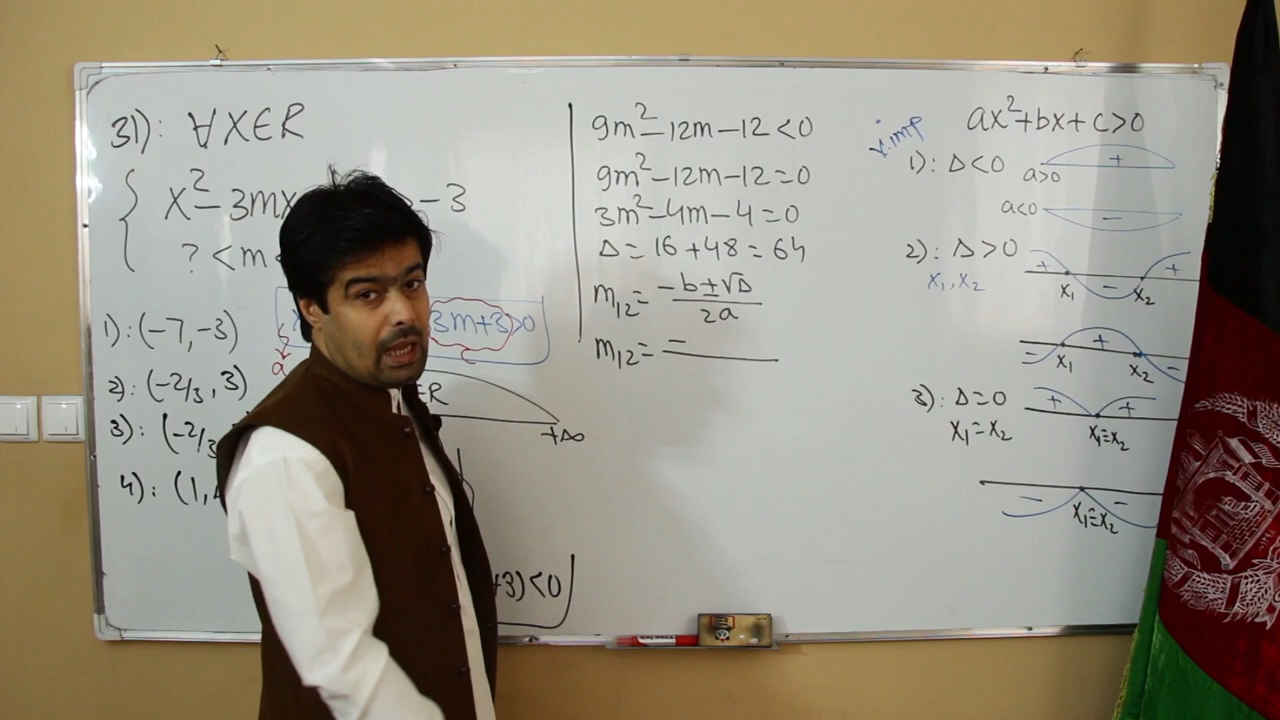 31): ∀X∈R
X²-3mx > -3
? < m <
1): (-7, -3)
2): (-2/3, 3)
3): (-2/3
4): (1,
3m+3)>0
a
∈R
+∞
+3)<0
9m²-12m-12<0
9m²-12m-12=0
3m²-4m-4=0
Δ=16+48=64
m₁₂= -b±√Δ / 2a
m₁₂= -
v.imp
ax²+bx+c>0
1): Δ<0 a>0 +
a<0 -
2): Δ>0 + - +
x₁, x₂ x₁ x₂
- + -
x₁ x₂
3): Δ=0 + +
x₁=x₂ x₁=x₂
- -
x₁=x₂